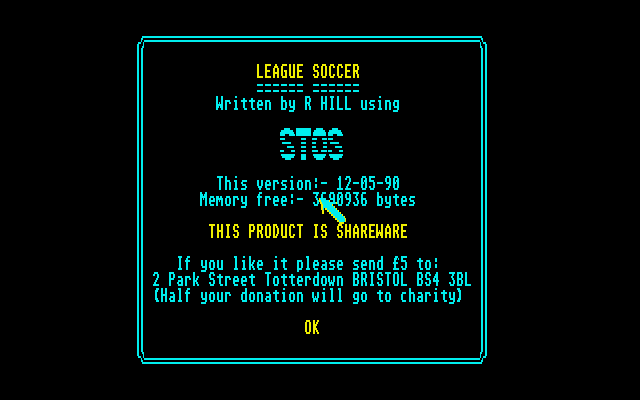 LEAGUE SOCCER
====== ======
Written by R HILL using
STOS
This version:- 12-05-90
Memory free:- bytes
THIS PRODUCT IS SHAREWARE
If you like it please send £5 to:
2 Park Street Totterdown BRISTOL BS4 3BL
(Half your donation will go to charity)
OK